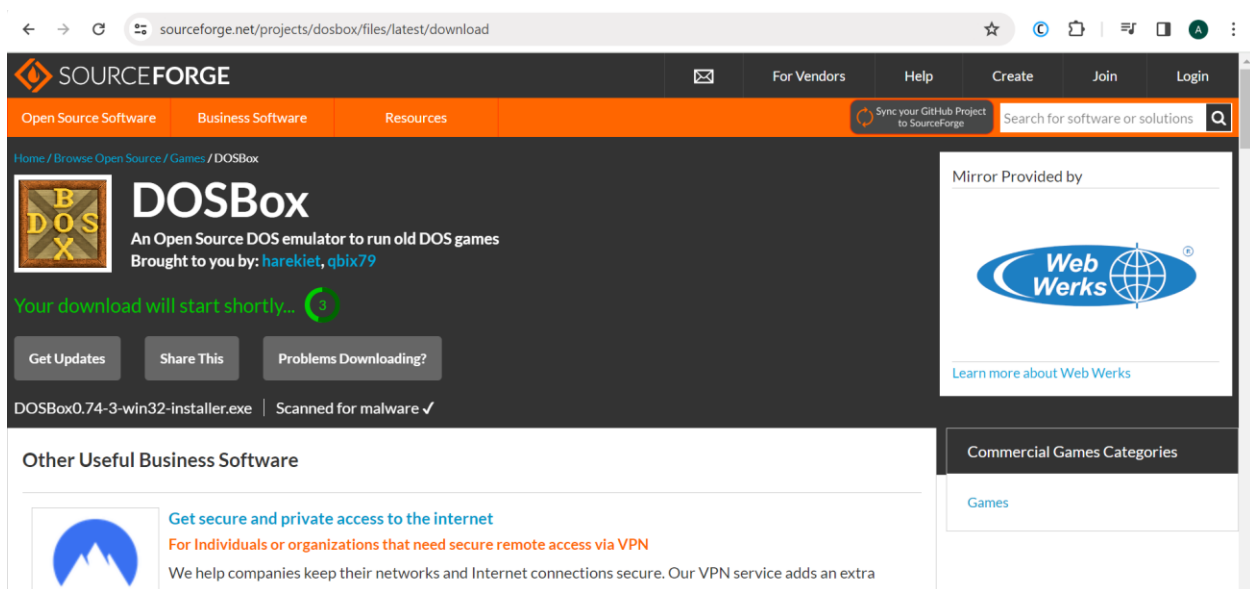 sourceforge.net/projects/dosbox/files/latest/download
A
SOURCEFORGE
For Vendors
Help
Create
Join
Login
Open Source Software
Business Software
Resources
Sync your GitHub Project
to SourceForge
Search for software or solutions
Home / Browse Open Source / Games / DOSBox
B
DOS
X
DOSBox
An Open Source DOS emulator to run old DOS games
Brought to you by: harekiet, qbix79
Your download will start shortly... 3
Get Updates
Share This
Problems Downloading?
DOSBox0.74-3-win32-installer.exe
Scanned for malware ✓
Mirror Provided by
Web
Werks
®
Learn more about Web Werks
Other Useful Business Software
Get secure and private access to the internet
For Individuals or organizations that need secure remote access via VPN
We help companies keep their networks and Internet connections secure. Our VPN service adds an extra
Commercial Games Categories
Games